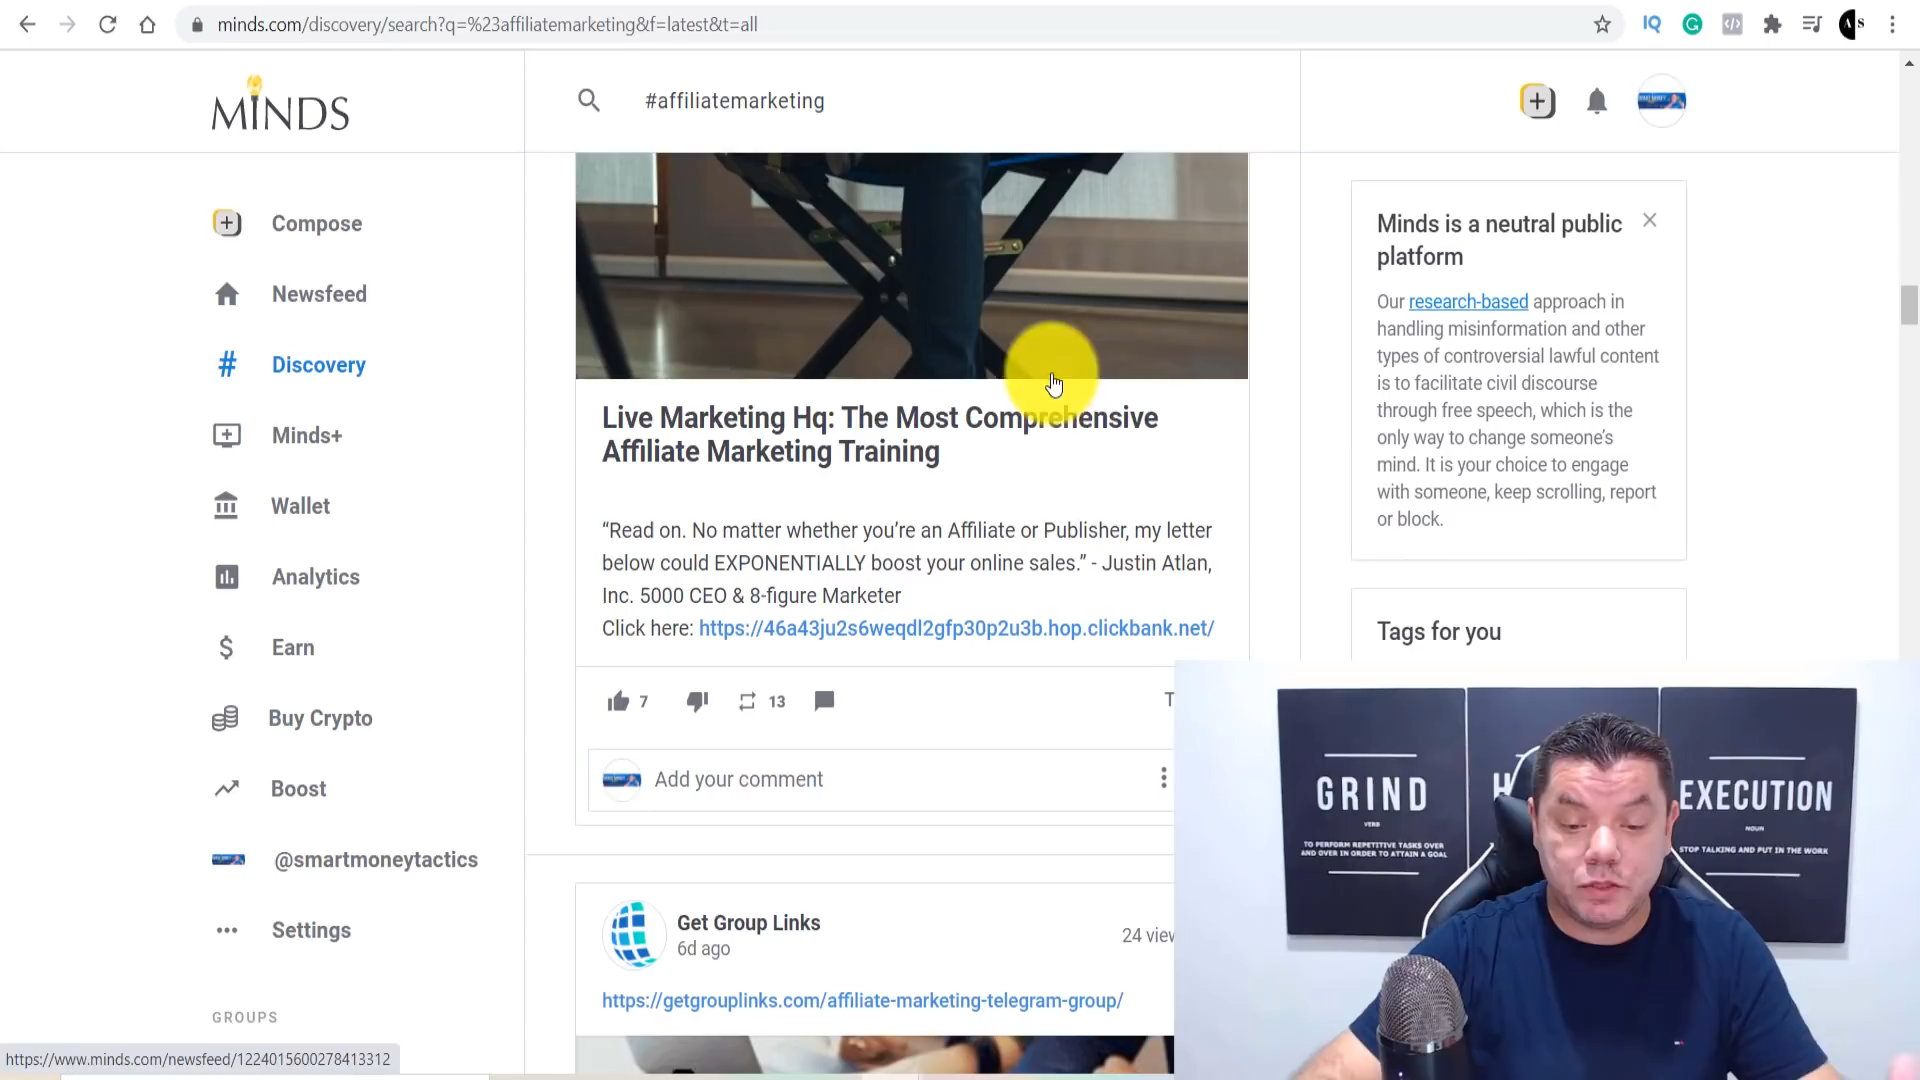 minds.com/discovery/search?q=%23affiliatemarketing&f=latest&t=all
IQ
A S
MINDS
#affiliatemarketing
Compose
Newsfeed
Discovery
Minds+
Wallet
Analytics
Earn
Buy Crypto
Boost
@smartmoneytactics
Settings
GROUPS
https://www.minds.com/newsfeed/1224015600278413312
Live Marketing Hq: The Most Comprehensive
Affiliate Marketing Training
“Read on. No matter whether you’re an Affiliate or Publisher, my letter
below could EXPONENTIALLY boost your online sales.” - Justin Atlan,
Inc. 5000 CEO & 8-figure Marketer
Click here: https://46a43ju2s6weqdl2gfp30p2u3b.hop.clickbank.net/
7
13
Add your comment
Get Group Links
6d ago
24 view
https://getgrouplinks.com/affiliate-marketing-telegram-group/
Minds is a neutral public
platform
Our research-based approach in
handling misinformation and other
types of controversial lawful content
is to facilitate civil discourse
through free speech, which is the
only way to change someone’s
mind. It is your choice to engage
with someone, keep scrolling, report
or block.
Tags for you
GRIND
VERB
TO PERFORM REPETITIVE TASKS OVER
AND OVER IN ORDER TO ATTAIN A GOAL
H
EXECUTION
NOUN
STOP TALKING AND PUT IN THE WORK